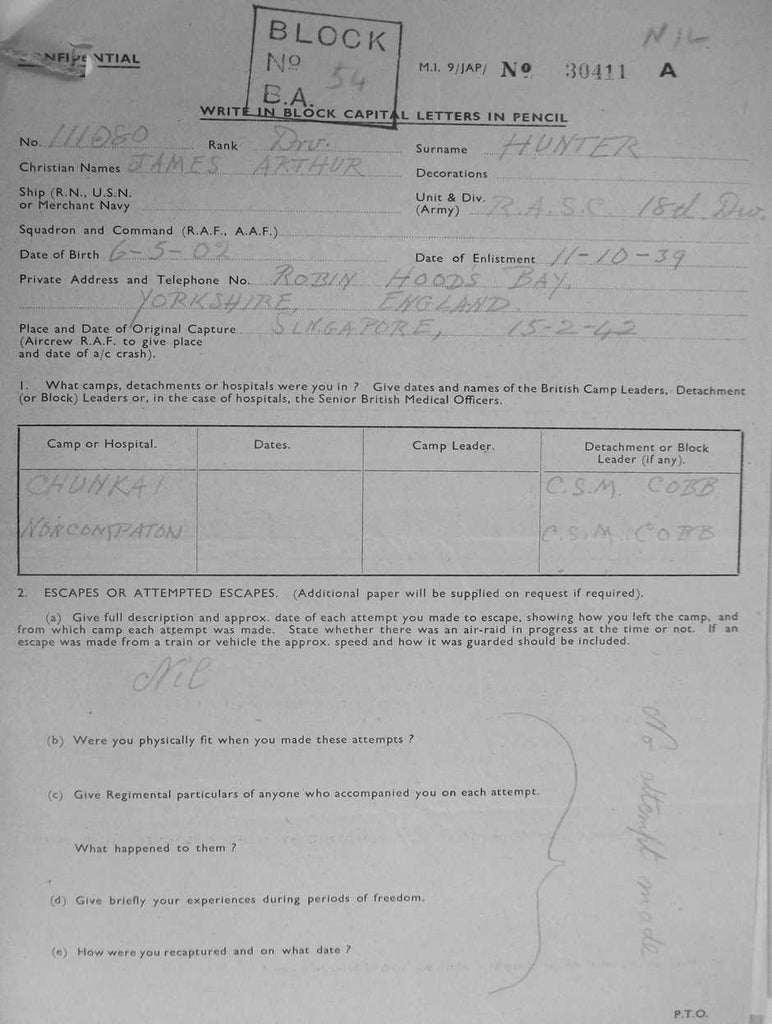 CONFIDENTIAL
BLOCK
No 54
E.A.
NIL
M.I. 9/JAP/ No 30411 A
WRITE IN BLOCK CAPITAL LETTERS IN PENCIL
No. 111080 Rank Dvr. Surname HUNTER
Christian Names JAMES ARTHUR Decorations
Ship (R.N., U.S.N. or Merchant Navy
Unit & Div. (Army) R.A.S.C. 18th Div.
Squadron and Command (R.A.F., A.A.F.)
Date of Birth 6-5-02 Date of Enlistment 11-10-39
Private Address and Telephone No. ROBIN HOODS BAY,
YORKSHIRE, ENGLAND.
Place and Date of Original Capture SINGAPORE, 15-2-42
(Aircrew R.A.F. to give place
and date of a/c crash).
1. What camps, detachments or hospitals were you in ? Give dates and names of the British Camp Leaders, Detachment
(or Block) Leaders or, in the case of hospitals, the Senior British Medical Officers.
Camp or Hospital. Dates. Camp Leader. Detachment or Block
Leader (if any).
CHUNKAI C.S.M. COBB
NONCOMPATON C.S.M. COBB
2. ESCAPES OR ATTEMPTED ESCAPES. (Additional paper will be supplied on request if required).
(a) Give full description and approx. date of each attempt you made to escape, showing how you left the camp, and
from which camp each attempt was made. State whether there was an air-raid in progress at the time or not. If an
escape was made from a train or vehicle the approx. speed and how it was guarded should be included.
Nil
(b) Were you physically fit when you made these attempts ?
(c) Give Regimental particulars of anyone who accompanied you on each attempt.
What happened to them ?
(d) Give briefly your experiences during periods of freedom.
(e) How were you recaptured and on what date ?
No attempt made
P.T.O.